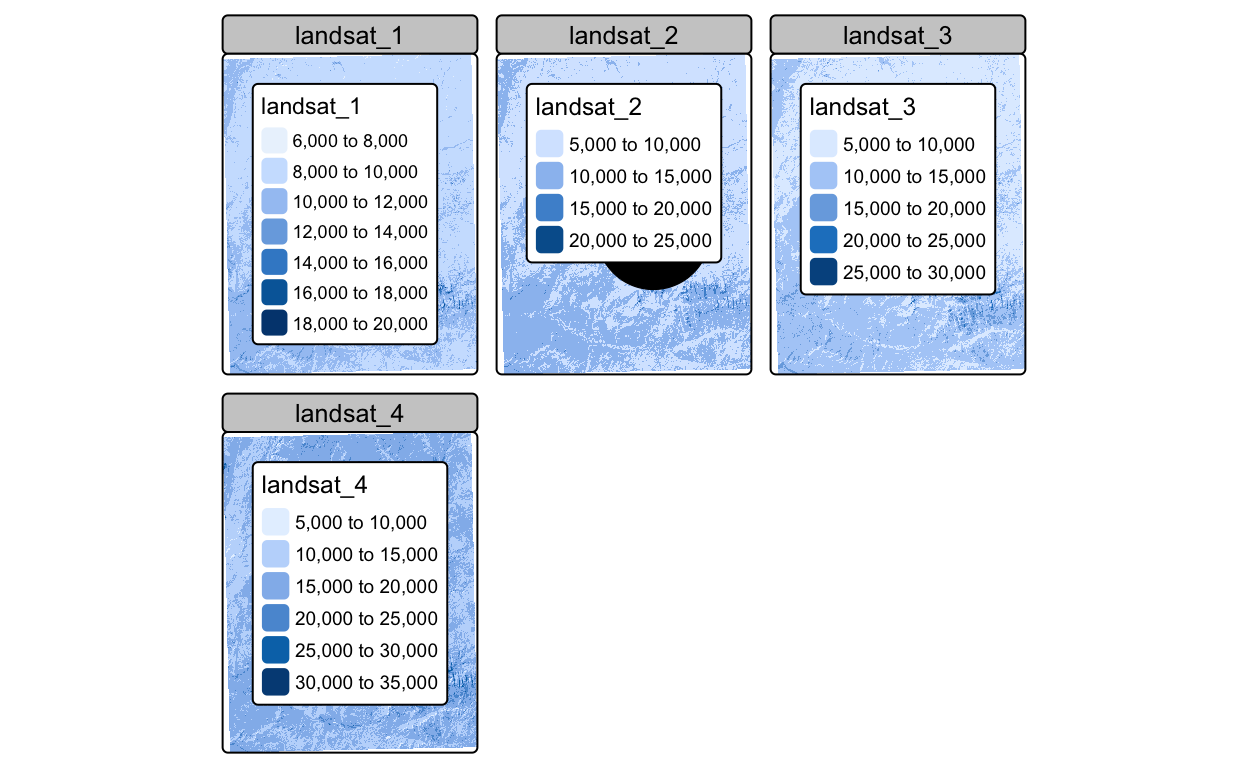 landsat_1
landsat_2
landsat_3
landsat_1
6,000 to 8,000
8,000 to 10,000
10,000 to 12,000
12,000 to 14,000
14,000 to 16,000
16,000 to 18,000
18,000 to 20,000
landsat_2
5,000 to 10,000
10,000 to 15,000
15,000 to 20,000
20,000 to 25,000
landsat_3
5,000 to 10,000
10,000 to 15,000
15,000 to 20,000
20,000 to 25,000
25,000 to 30,000
landsat_4
landsat_4
5,000 to 10,000
10,000 to 15,000
15,000 to 20,000
20,000 to 25,000
25,000 to 30,000
30,000 to 35,000